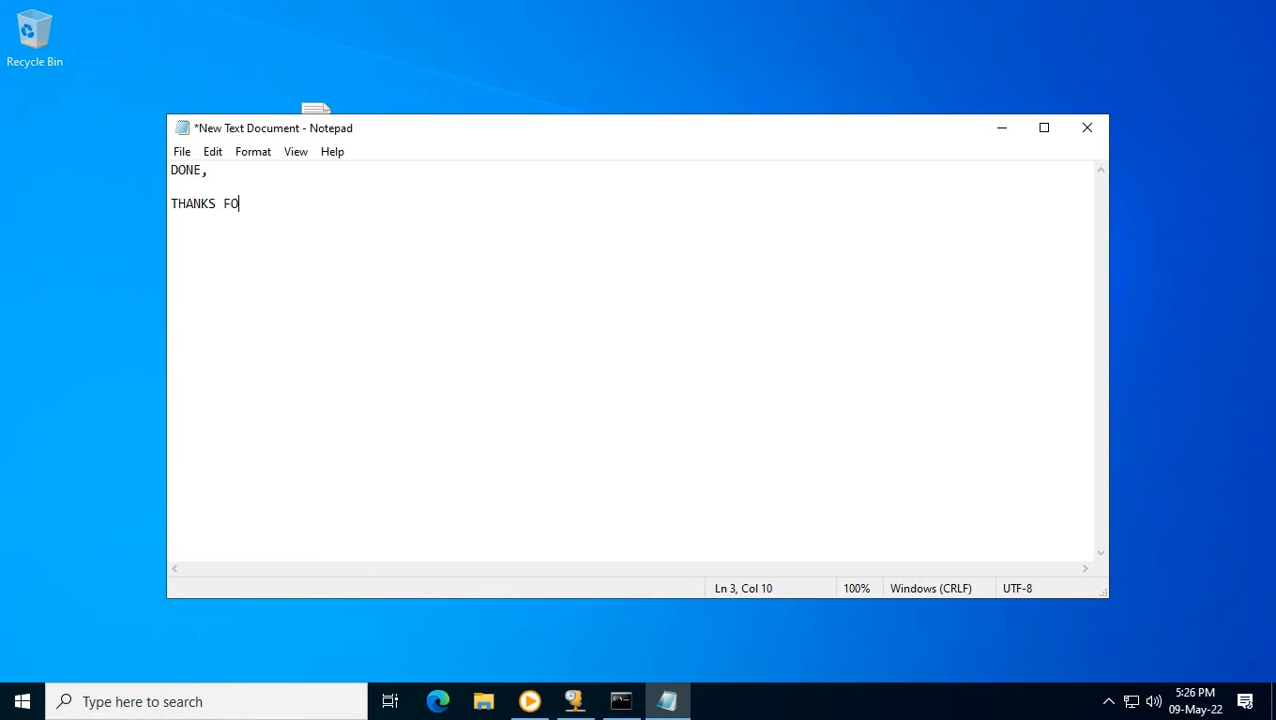 Recycle Bin
*New Text Document - Notepad
File Edit Format View Help
DONE,
THANKS FO
Ln 3, Col 10 100% Windows (CRLF) UTF-8
Type here to search
5:26 PM
09-May-22